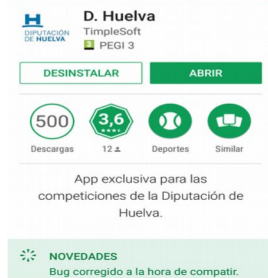 D. Huelva
H
DIPUTACIÓN
DE HUELVA
TimpleSoft
3 PEGI 3
DESINSTALAR
ABRIR
500
3,6
Descargas
12
Deportes
Similar
App exclusiva para las
competiciones de la Diputación de
Huelva.
NOVEDADES
Bug corregido a la hora de compatir.